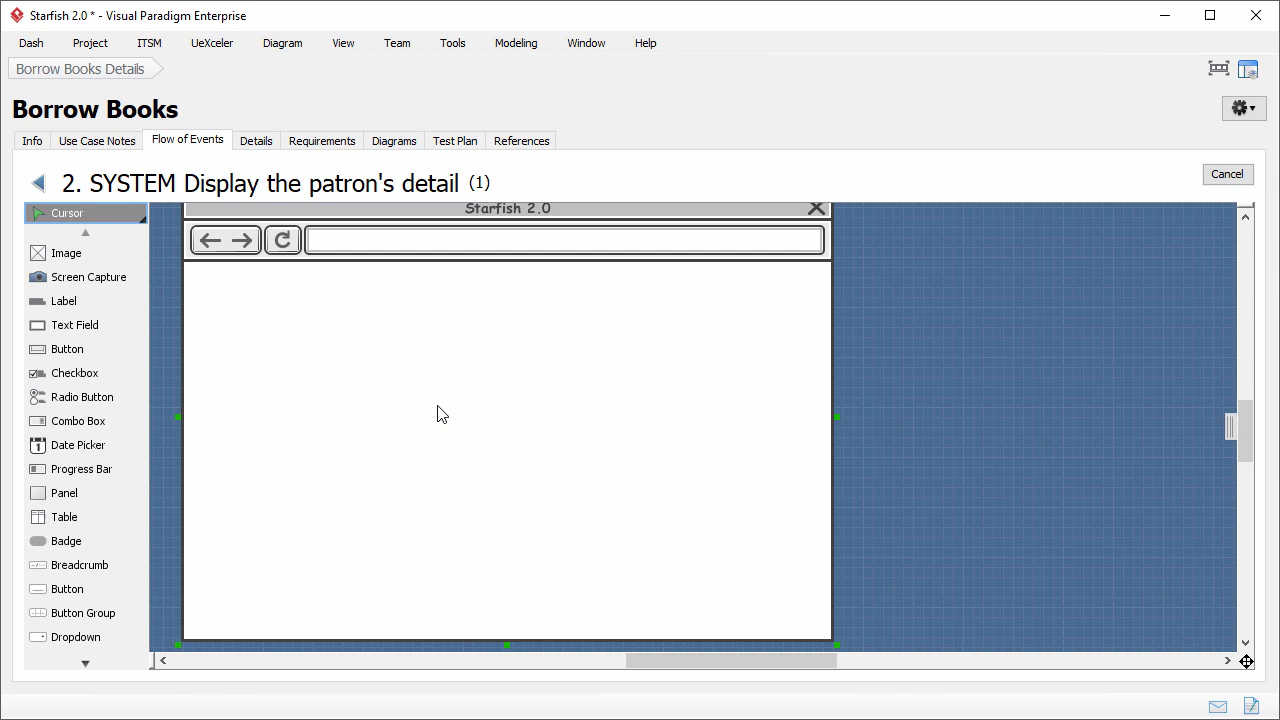 Starfish 2.0 * - Visual Paradigm Enterprise
Dash Project ITSM UeXceler Diagram View Team Tools Modeling Window Help
Borrow Books Details
Borrow Books
Info Use Case Notes Flow of Events Details Requirements Diagrams Test Plan References
2. SYSTEM Display the patron's detail (1)
Cancel
Cursor
Starfish 2.0
Image
Screen Capture
Label
Text Field
Button
Checkbox
Radio Button
Combo Box
1 Date Picker
Progress Bar
Panel
Table
Badge
Breadcrumb
Button
Button Group
Dropdown